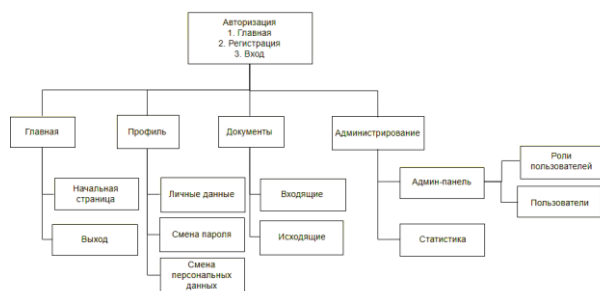 Авторизация
1. Главная
2. Регистрация
3. Вход
Главная
Профиль
Документы
Администрирование
Начальная
страница
Выход
Личные данные
Смена пароля
Смена
персональных
данных
Входящие
Исходящие
Админ-панель
Статистика
Роли
пользователей
Пользователи